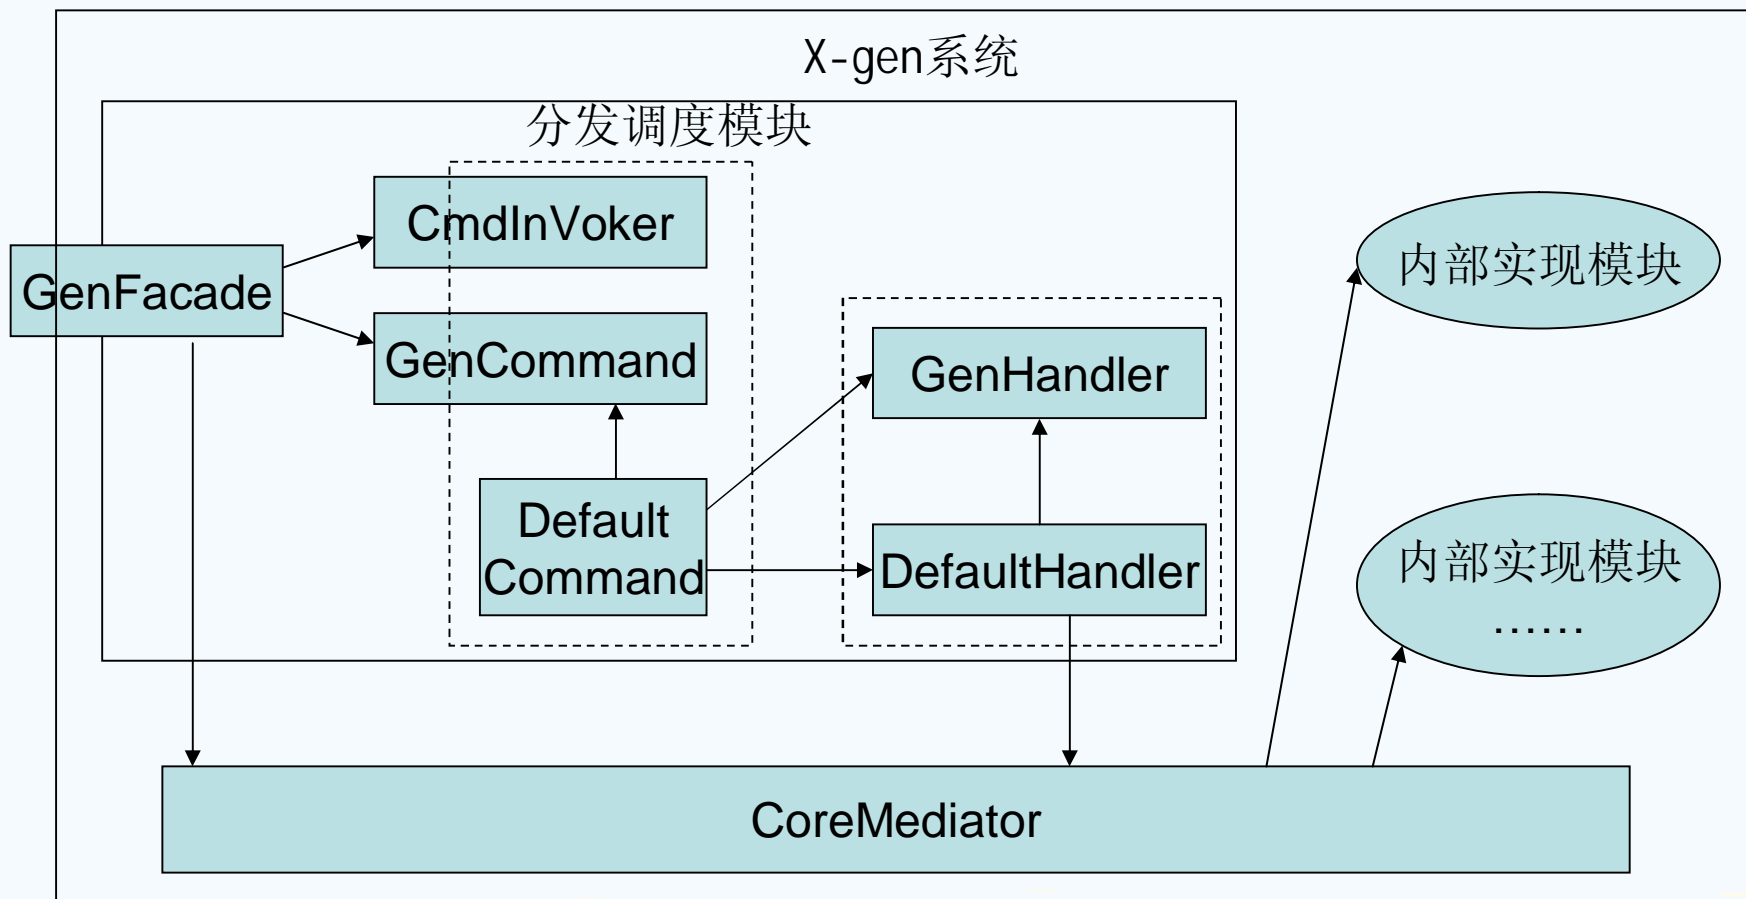 X-gen系统
分发调度模块
CmdInVoker
GenFacade
GenCommand
GenHandler
Default
Command
DefaultHandler
内部实现模块
内部实现模块
……
CoreMediator